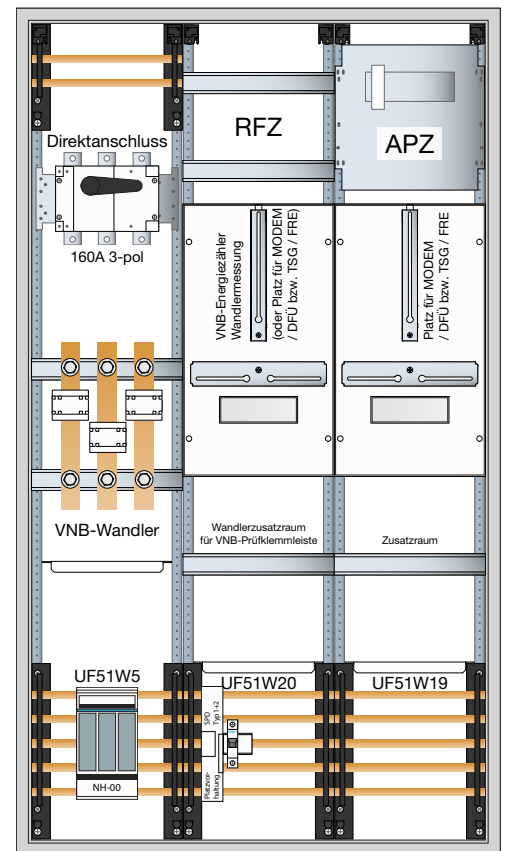 RFZ
APZ
Direktanschluss
160A 3-pol
VNB-Energiezähler
Wandlermessung
(oder Platz für MODEM
/ DFÜ bzw. TSG / FRE)
Platz für MODEM
/ DFÜ bzw. TSG / FRE
VNB-Wandler
Wandlerzusatzraum
für VNB-Prüfklemmleiste
Zusatzraum
UF51W5
UF51W20
UF51W19
SPD
Typ1+2
Platzvor-
haltung
NH-00